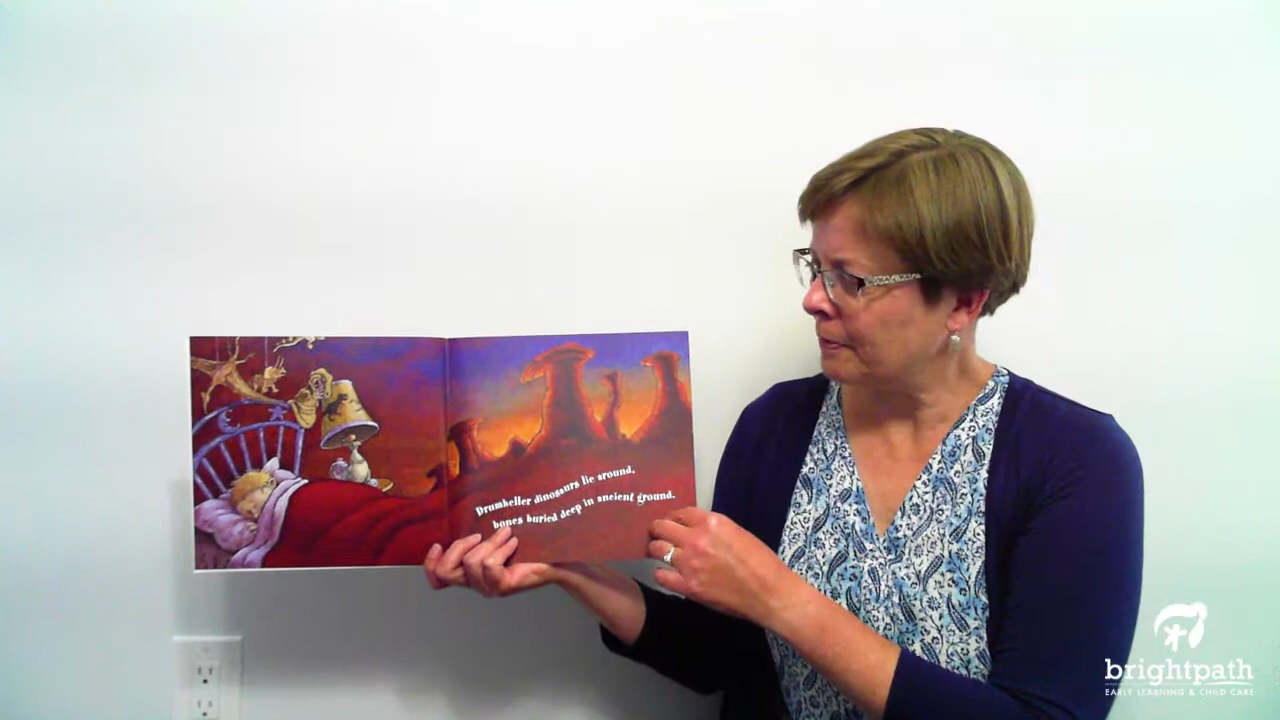 Drumheller dinosaurs lie around,
bones buried deep in ancient ground.
brightpath
EARLY LEARNING & CHILD CARE